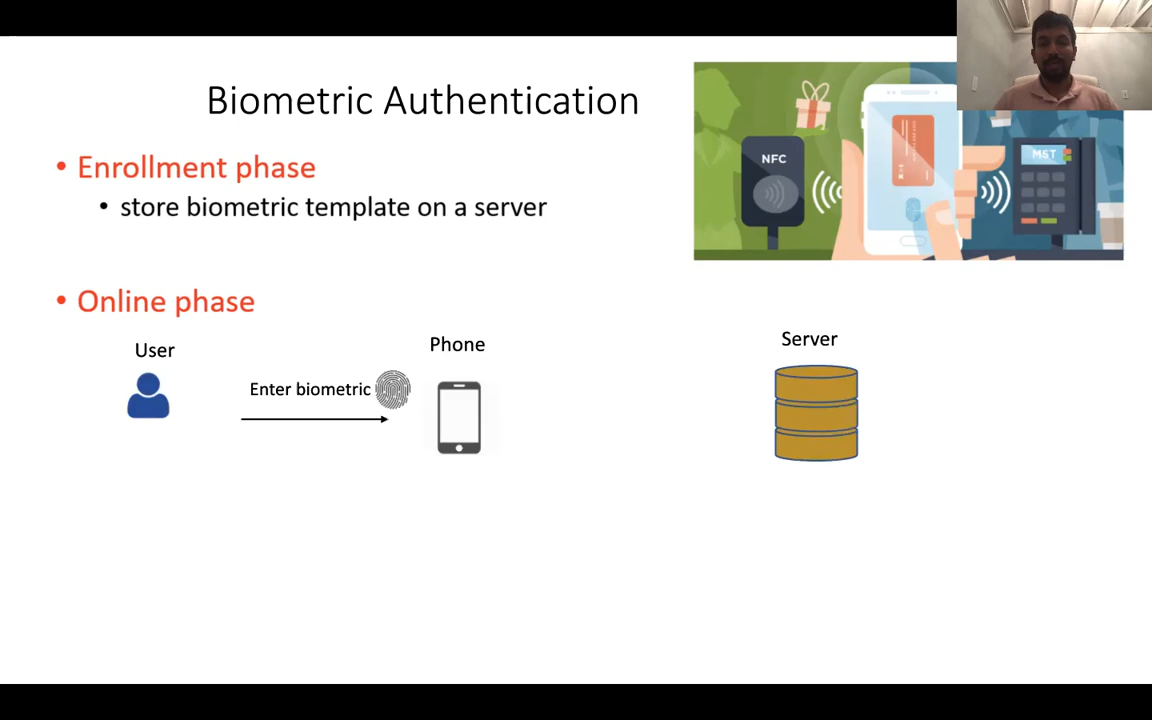 Biometric Authentication
• Enrollment phase
• store biometric template on a server
NFC
MST
• Online phase
User
Phone
Server
Enter biometric